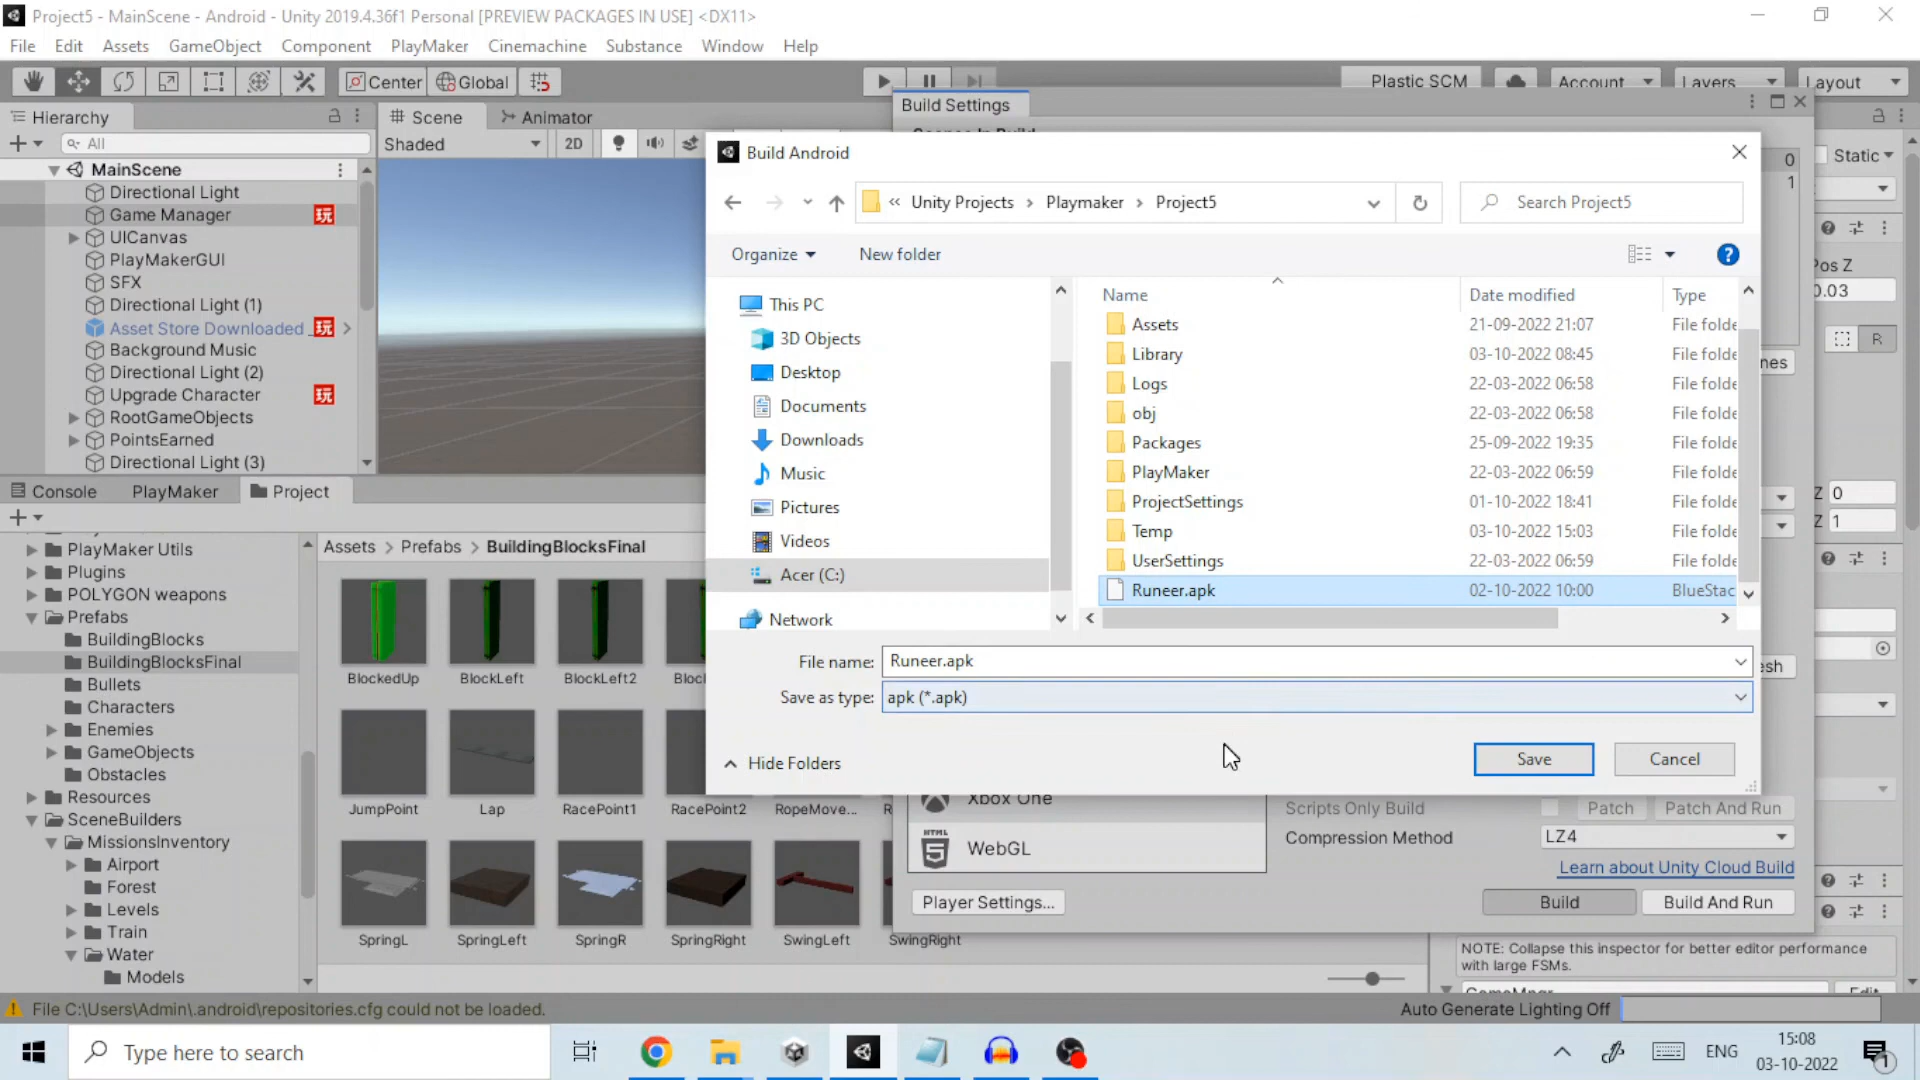 Project5 - MainScene - Android - Unity 2019.4.36f1 Personal [PREVIEW PACKAGES IN USE] <DX11>
File Edit Assets GameObject Component PlayMaker Cinemachine Substance Window Help
Center Global Plastic SCM Account Layers Layout
Hierarchy
All
MainScene
Directional Light
Game Manager 玩
UICanvas
PlayMakerGUI
SFX
Directional Light (1)
Asset Store Downloaded 玩
Background Music
Directional Light (2)
Upgrade Character 玩
RootGameObjects
PointsEarned
Directional Light (3)
Scene Animator
Shaded 2D
Build Settings
0
1
Static
Pos Z
0.03
R
Z 0
Z 1
Build Android
« Unity Projects › Playmaker › Project5
Search Project5
Organize New folder
?
This PC
3D Objects
Desktop
Documents
Downloads
Music
Pictures
Videos
Acer (C:)
Network
Name Date modified Type
Assets 21-09-2022 21:07 File folde
Library 03-10-2022 08:45 File folde
Logs 22-03-2022 06:58 File folde
obj 22-03-2022 06:58 File folde
Packages 25-09-2022 19:35 File folde
PlayMaker 22-03-2022 06:59 File folde
ProjectSettings 01-10-2022 18:41 File folde
Temp 03-10-2022 15:03 File folde
UserSettings 22-03-2022 06:59 File folde
Runeer.apk 02-10-2022 10:00 BlueStac
File name: Runeer.apk
Save as type: apk (*.apk)
Hide Folders
Save Cancel
Xbox One
HTML 5 WebGL
Scripts Only Build Patch Patch And Run
Compression Method LZ4
Learn about Unity Cloud Build
Player Settings... Build Build And Run
NOTE: Collapse this inspector for better editor performance
with large FSMs.
Console PlayMaker Project
PlayMaker Utils
Plugins
POLYGON weapons
Prefabs
BuildingBlocks
BuildingBlocksFinal
Bullets
Characters
Enemies
GameObjects
Obstacles
Resources
SceneBuilders
MissionsInventory
Airport
Forest
Levels
Train
Water
Models
Assets > Prefabs > BuildingBlocksFinal
BlockedUp BlockLeft BlockLeft2
JumpPoint Lap RacePoint1 RacePoint2 RopeMove...
SpringL SpringLeft SpringR SpringRight SwingLeft SwingRight
File C:\Users\Admin\.android\repositories.cfg could not be loaded.
Auto Generate Lighting Off
Type here to search
ENG
15:08
03-10-2022
1